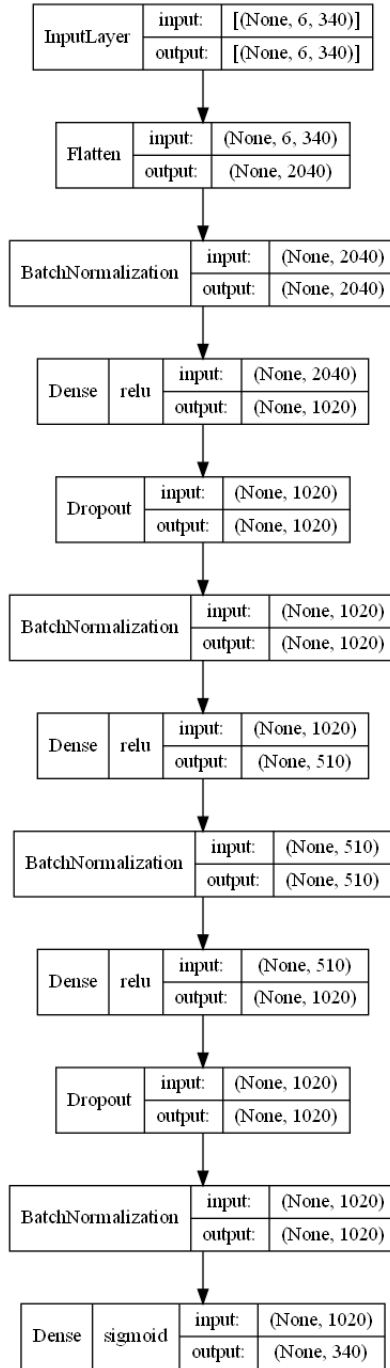 InputLayer input: [(None, 6, 340)]
output: [(None, 6, 340)]
Flatten input: (None, 6, 340)
output: (None, 2040)
BatchNormalization input: (None, 2040)
output: (None, 2040)
Dense relu input: (None, 2040)
output: (None, 1020)
Dropout input: (None, 1020)
output: (None, 1020)
BatchNormalization input: (None, 1020)
output: (None, 1020)
Dense relu input: (None, 1020)
output: (None, 510)
BatchNormalization input: (None, 510)
output: (None, 510)
Dense relu input: (None, 510)
output: (None, 1020)
Dropout input: (None, 1020)
output: (None, 1020)
BatchNormalization input: (None, 1020)
output: (None, 1020)
Dense sigmoid input: (None, 1020)
output: (None, 340)